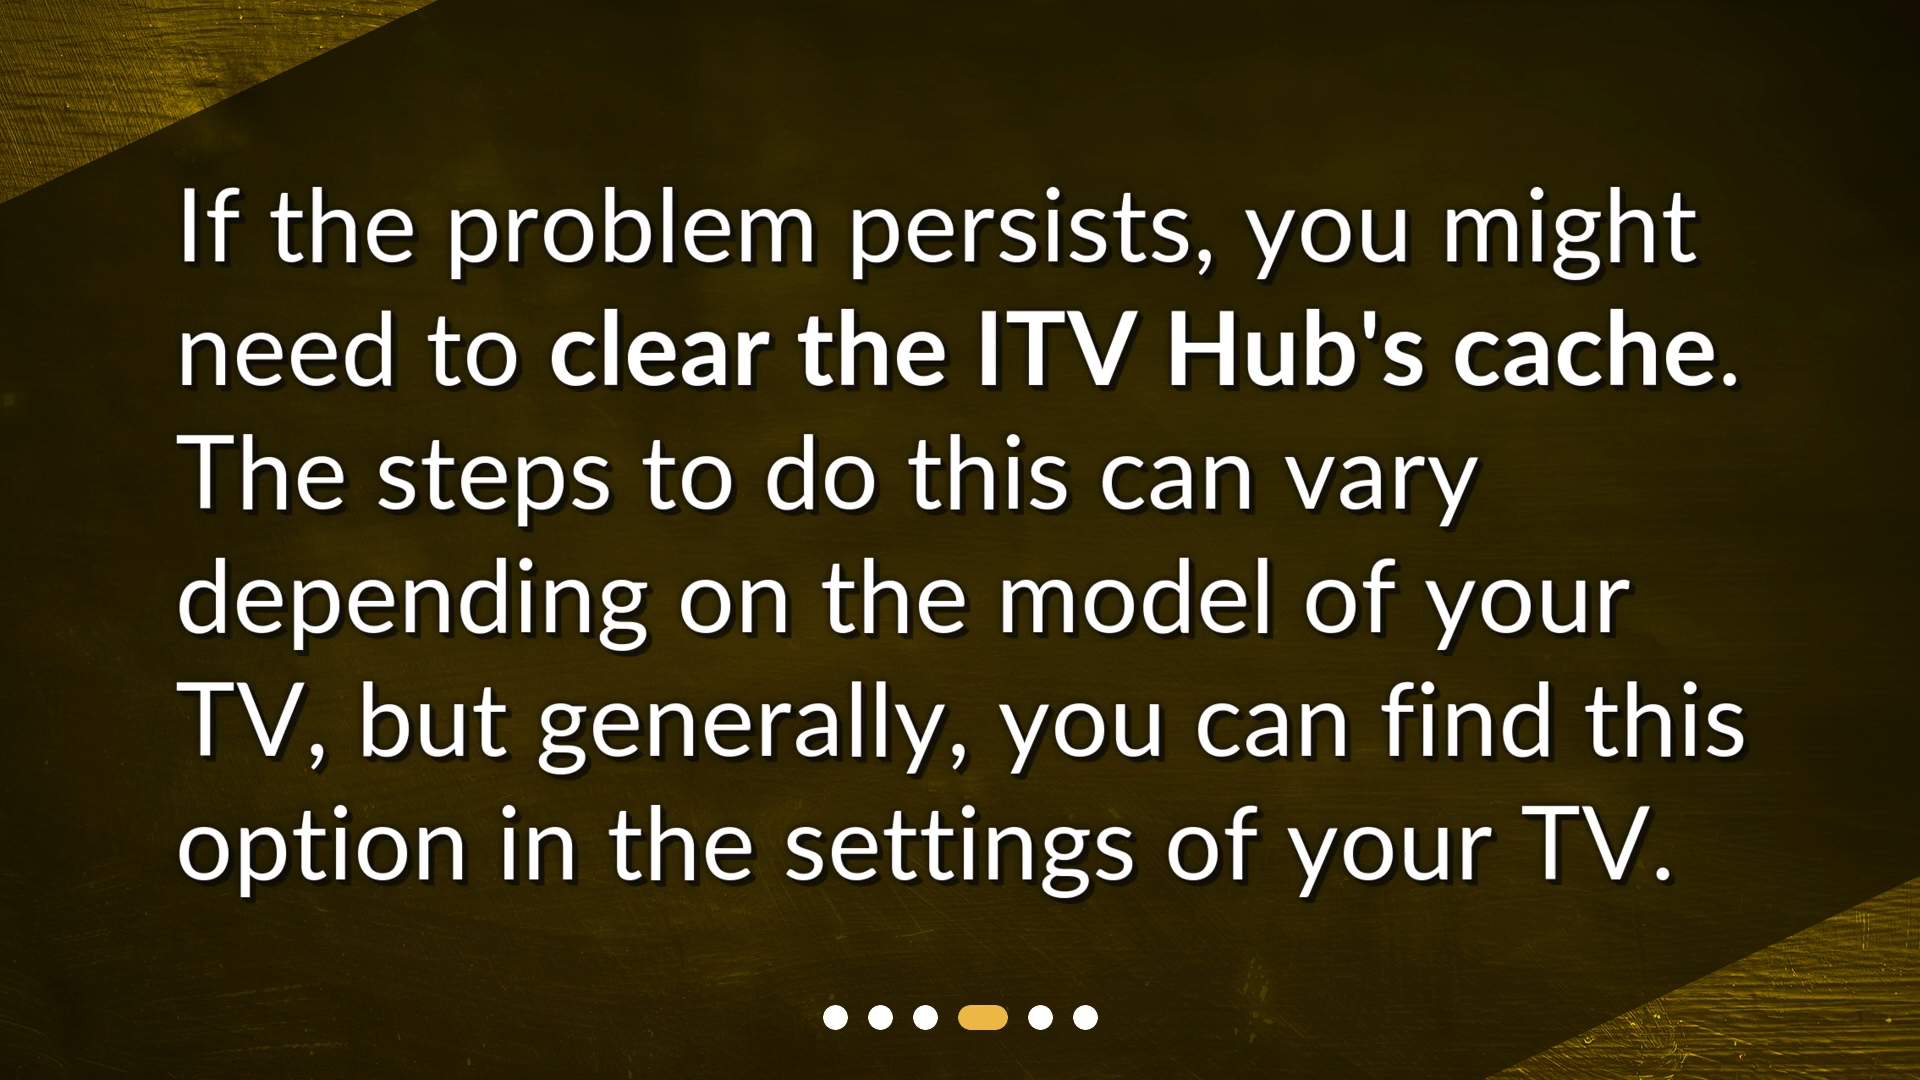 If the problem persists, you might
need to clear the ITV Hub's cache.
The steps to do this can vary
depending on the model of your
TV, but generally, you can find this
option in the settings of your TV.